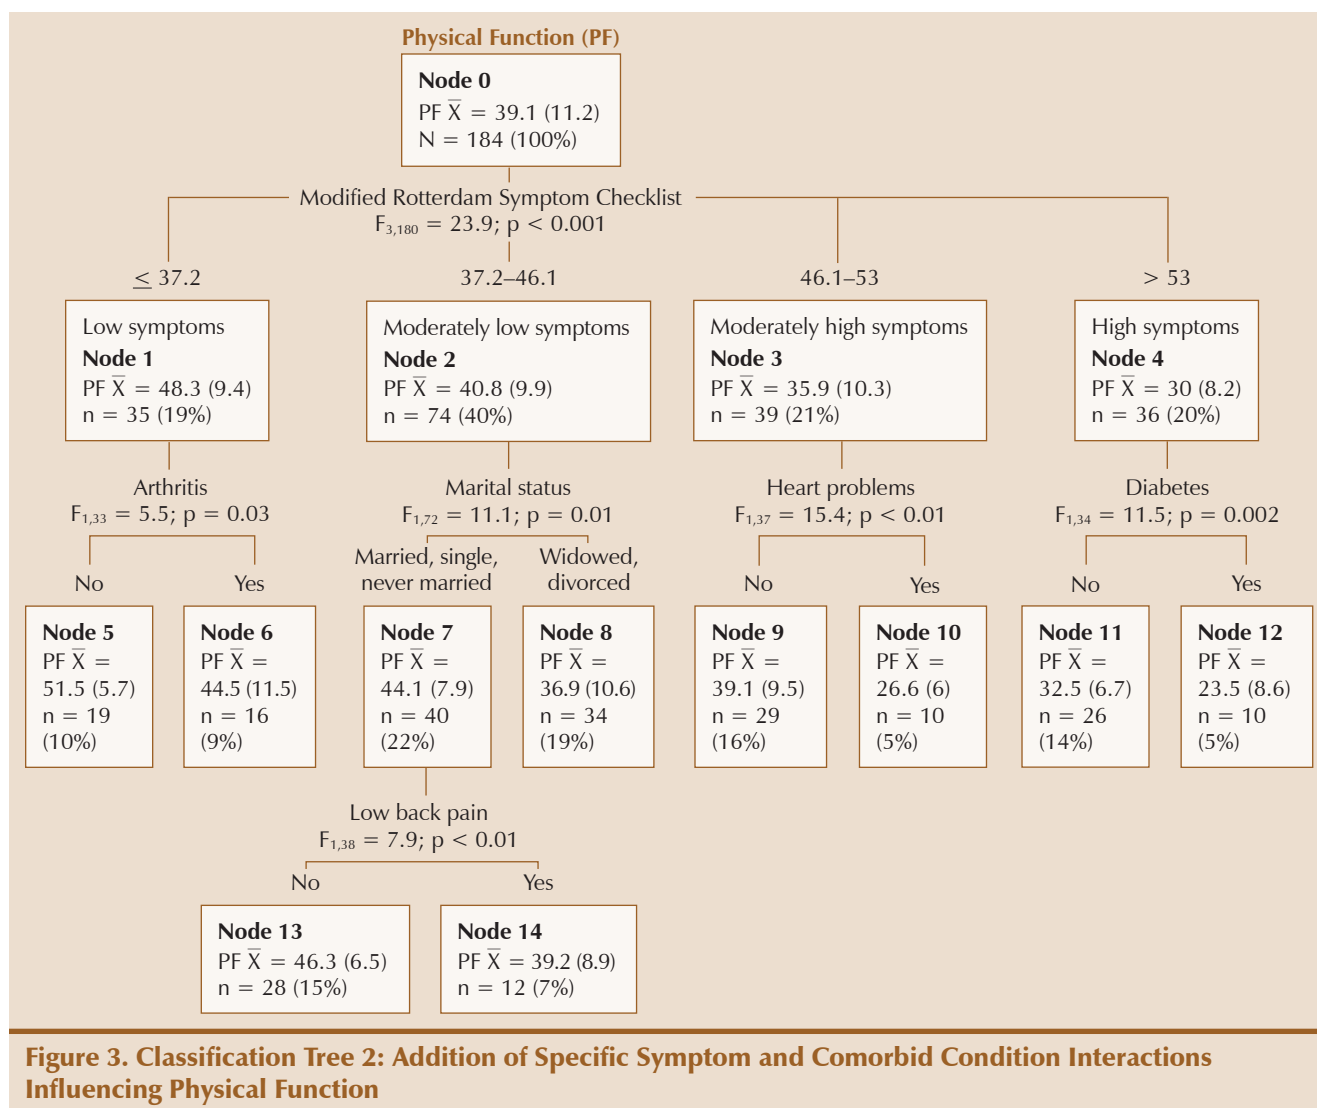 Physical Function (PF)
Node 0
PF X̅ = 39.1 (11.2)
N = 184 (100%)
Modified Rotterdam Symptom Checklist
F3,180 = 23.9; p < 0.001
≤ 37.2
37.2–46.1
46.1–53
> 53
Low symptoms
Node 1
PF X̅ = 48.3 (9.4)
n = 35 (19%)
Moderately low symptoms
Node 2
PF X̅ = 40.8 (9.9)
n = 74 (40%)
Moderately high symptoms
Node 3
PF X̅ = 35.9 (10.3)
n = 39 (21%)
High symptoms
Node 4
PF X̅ = 30 (8.2)
n = 36 (20%)
Arthritis
F1,33 = 5.5; p = 0.03
Marital status
F1,72 = 11.1; p = 0.01
Heart problems
F1,37 = 15.4; p < 0.01
Diabetes
F1,34 = 11.5; p = 0.002
No
Yes
Married, single,
never married
Widowed,
divorced
No
Yes
No
Yes
Node 5
PF X̅ =
51.5 (5.7)
n = 19
(10%)
Node 6
PF X̅ =
44.5 (11.5)
n = 16
(9%)
Node 7
PF X̅ =
44.1 (7.9)
n = 40
(22%)
Node 8
PF X̅ =
36.9 (10.6)
n = 34
(19%)
Node 9
PF X̅ =
39.1 (9.5)
n = 29
(16%)
Node 10
PF X̅ =
26.6 (6)
n = 10
(5%)
Node 11
PF X̅ =
32.5 (6.7)
n = 26
(14%)
Node 12
PF X̅ =
23.5 (8.6)
n = 10
(5%)
Low back pain
F1,38 = 7.9; p < 0.01
No
Yes
Node 13
PF X̅ = 46.3 (6.5)
n = 28 (15%)
Node 14
PF X̅ = 39.2 (8.9)
n = 12 (7%)
Figure 3. Classification Tree 2: Addition of Specific Symptom and Comorbid Condition Interactions
Influencing Physical Function